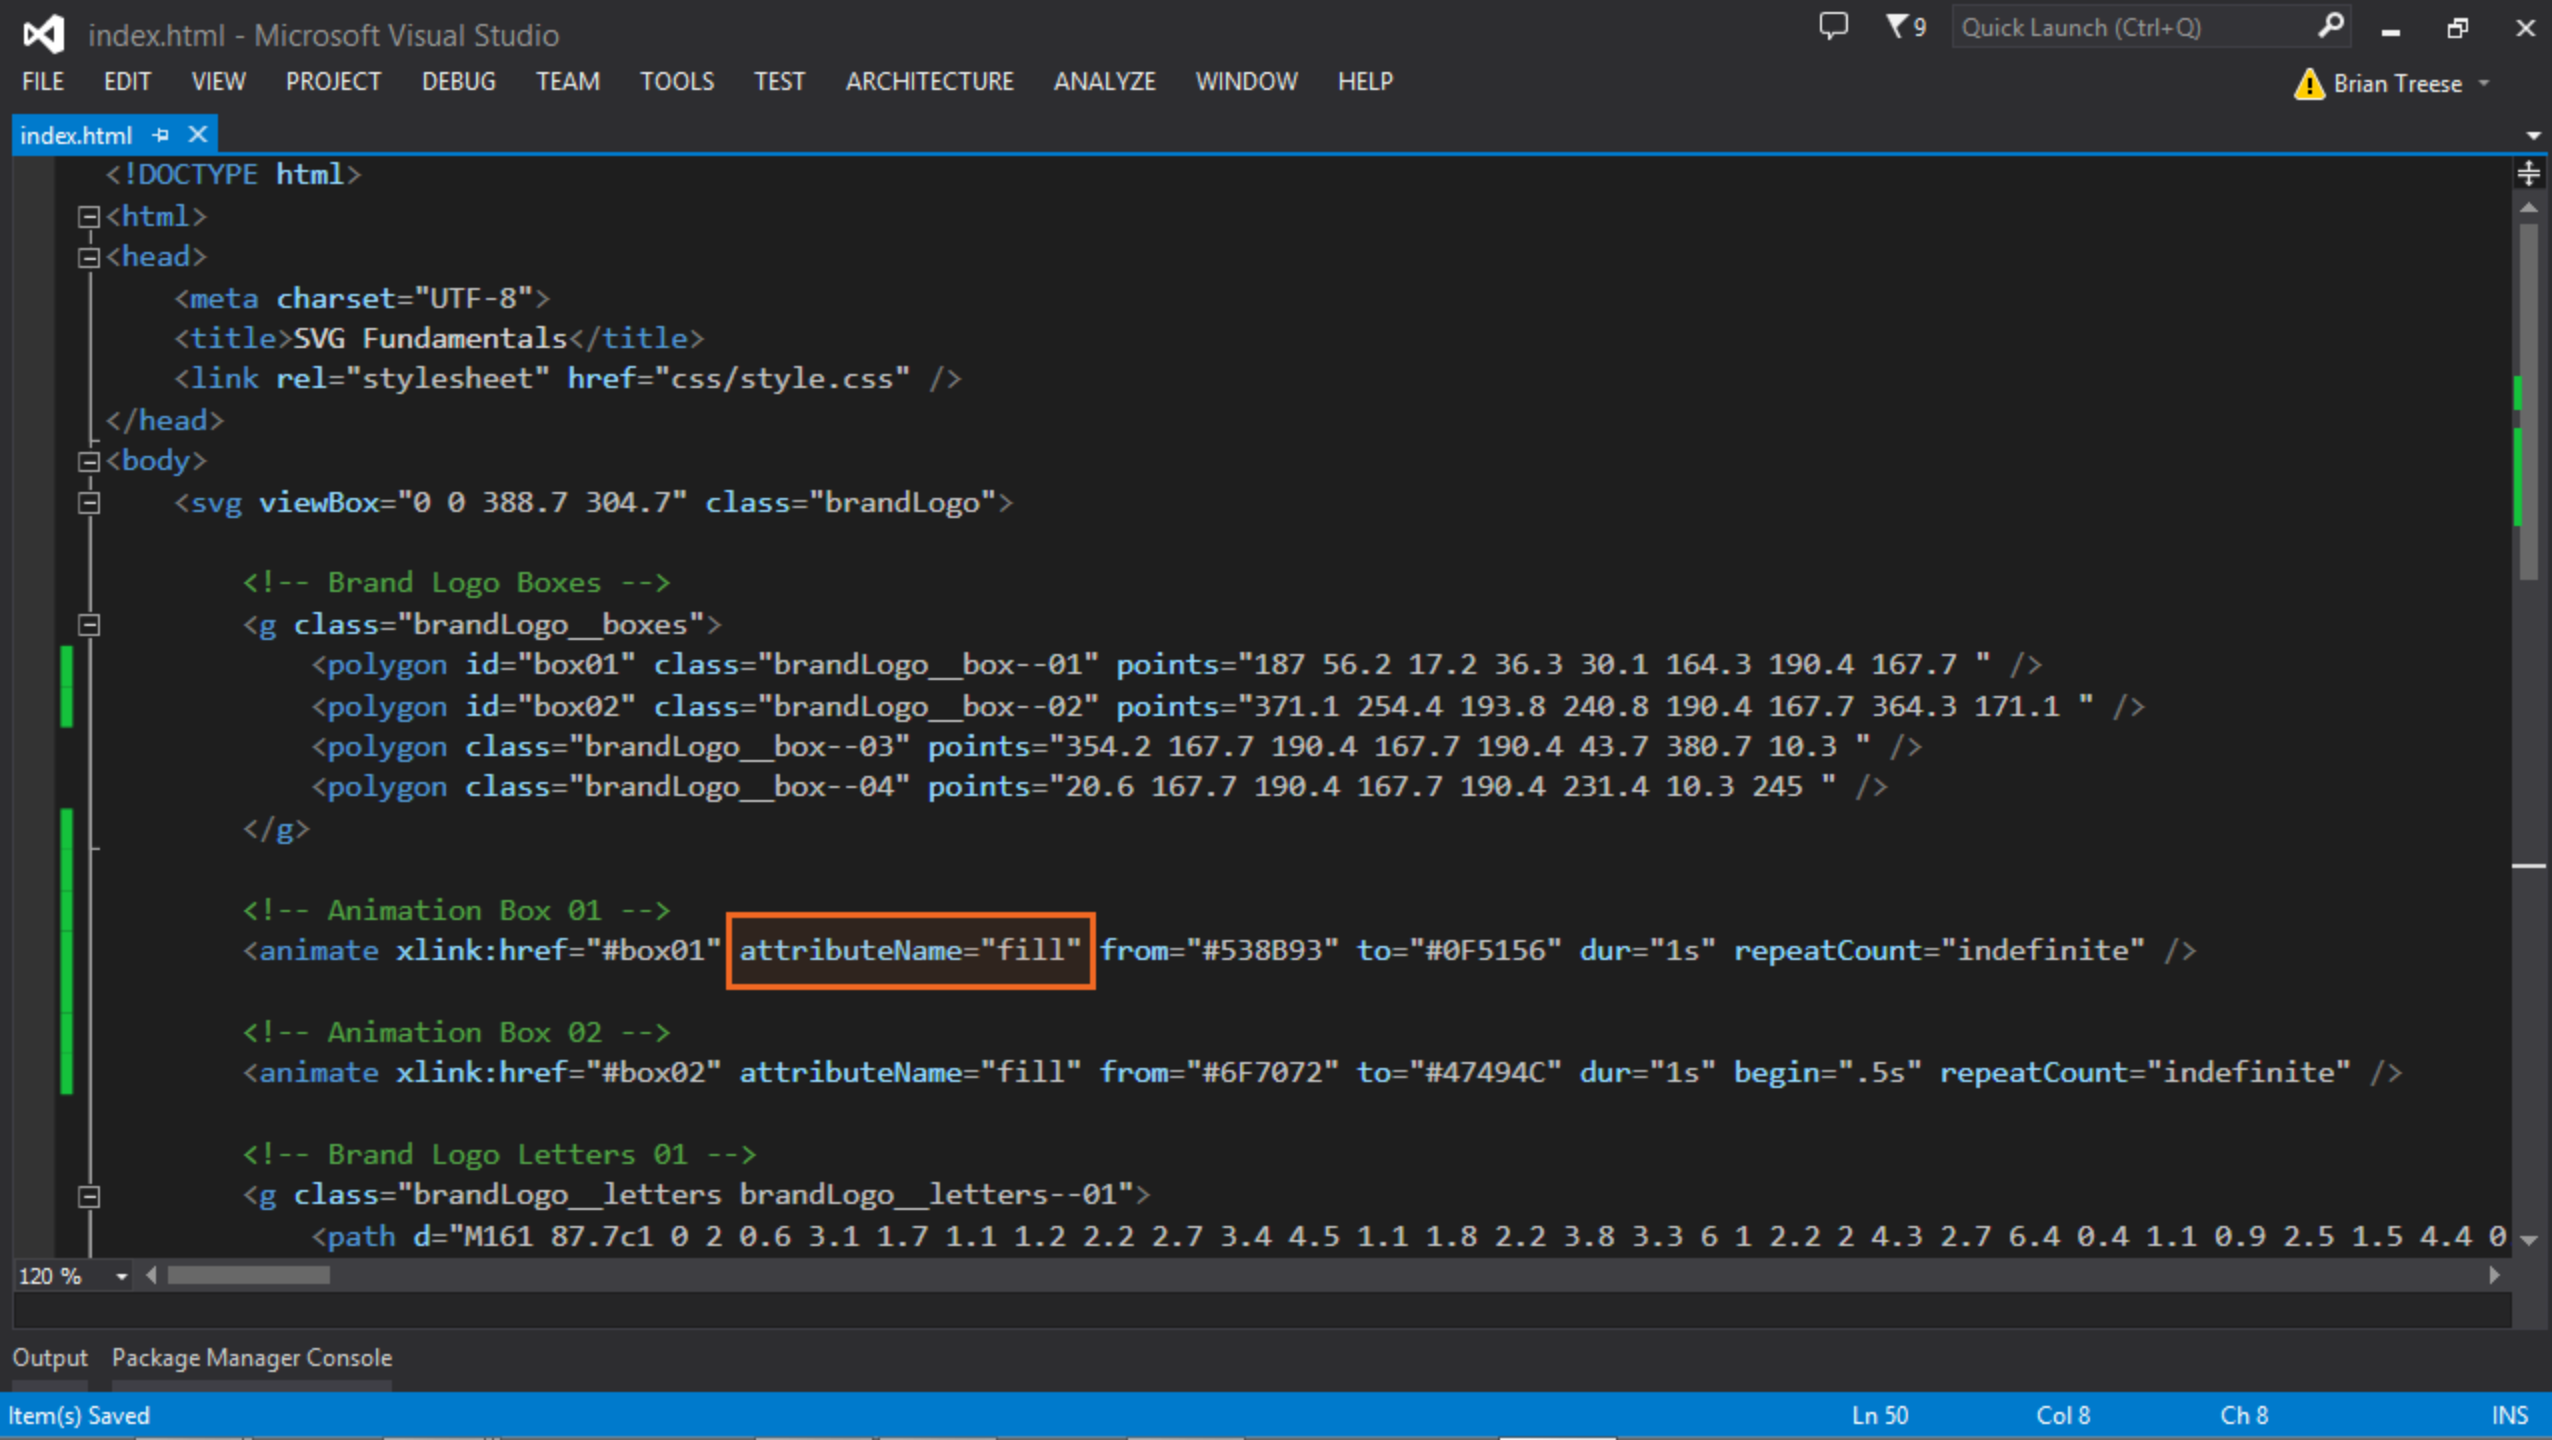 index.html - Microsoft Visual Studio
9
Quick Launch (Ctrl+Q)
FILE EDIT VIEW PROJECT DEBUG TEAM TOOLS TEST ARCHITECTURE ANALYZE WINDOW HELP
Brian Treese
index.html
<!DOCTYPE html>
<html>
<head>
<meta charset="UTF-8">
<title>SVG Fundamentals</title>
<link rel="stylesheet" href="css/style.css" />
</head>
<body>
<svg viewBox="0 0 388.7 304.7" class="brandLogo">
<!-- Brand Logo Boxes -->
<g class="brandLogo__boxes">
<polygon id="box01" class="brandLogo__box--01" points="187 56.2 17.2 36.3 30.1 164.3 190.4 167.7 " />
<polygon id="box02" class="brandLogo__box--02" points="371.1 254.4 193.8 240.8 190.4 167.7 364.3 171.1 " />
<polygon class="brandLogo__box--03" points="354.2 167.7 190.4 167.7 190.4 43.7 380.7 10.3 " />
<polygon class="brandLogo__box--04" points="20.6 167.7 190.4 167.7 190.4 231.4 10.3 245 " />
</g>
<!-- Animation Box 01 -->
<animate xlink:href="#box01" attributeName="fill" from="#538B93" to="#0F5156" dur="1s" repeatCount="indefinite" />
<!-- Animation Box 02 -->
<animate xlink:href="#box02" attributeName="fill" from="#6F7072" to="#47494C" dur="1s" begin=".5s" repeatCount="indefinite" />
<!-- Brand Logo Letters 01 -->
<g class="brandLogo__letters brandLogo__letters--01">
<path d="M161 87.7c1 0 2 0.6 3.1 1.7 1.1 1.2 2.2 2.7 3.4 4.5 1.1 1.8 2.2 3.8 3.3 6 1 2.2 2 4.3 2.7 6.4 0.4 1.1 0.9 2.5 1.5 4.4 0
120 %
Output Package Manager Console
Item(s) Saved
Ln 50 Col 8 Ch 8 INS